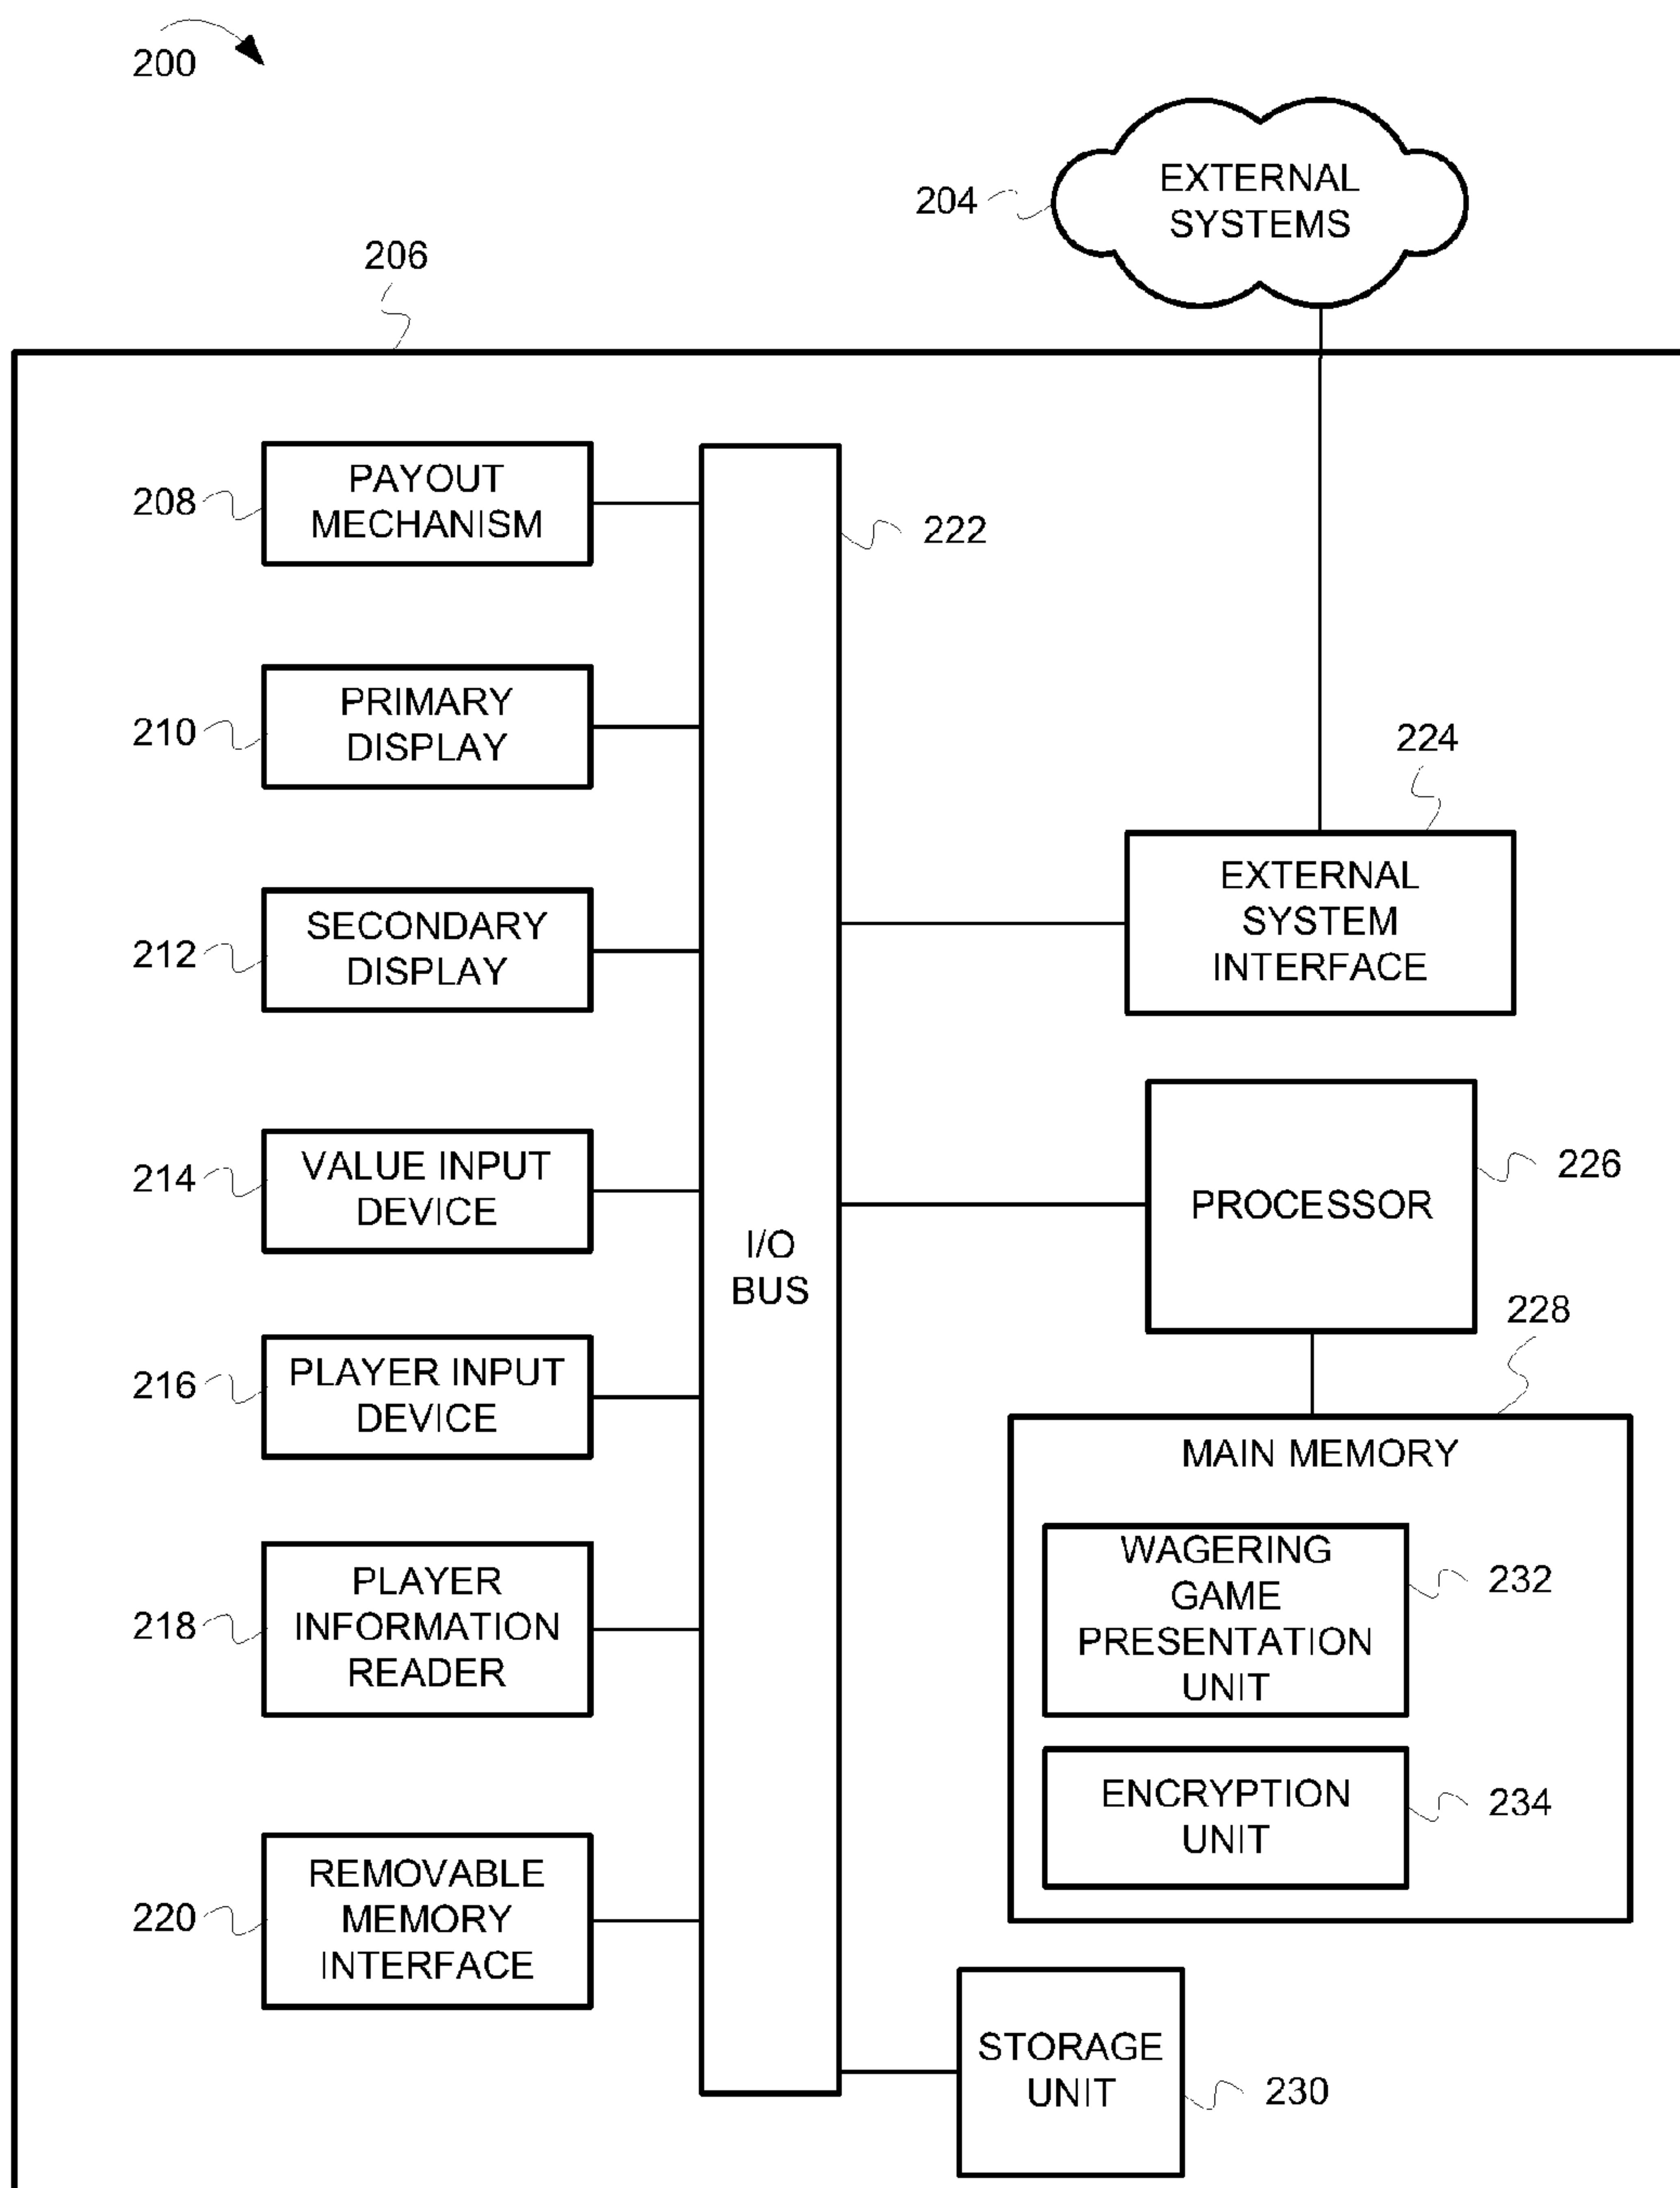 200
EXTERNAL
SYSTEMS
204
206
PAYOUT
MECHANISM
208
222
PRIMARY
DISPLAY
210
224
SECONDARY
DISPLAY
212
EXTERNAL
SYSTEM
INTERFACE
VALUE INPUT
DEVICE
214
I/O
BUS
PROCESSOR
226
PLAYER INPUT
DEVICE
216
228
MAIN MEMORY
PLAYER
INFORMATION
READER
218
WAGERING
GAME
PRESENTATION
UNIT
232
ENCRYPTION
UNIT
234
REMOVABLE
MEMORY
INTERFACE
220
STORAGE
UNIT
230